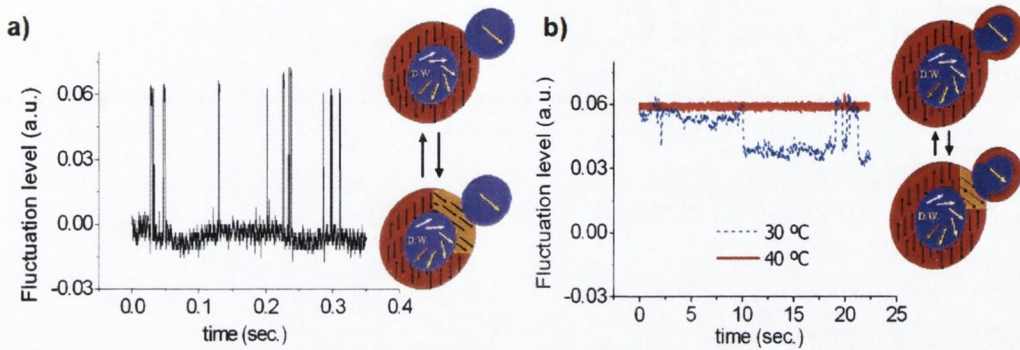 a)
Fluctuation level (a.u.)
0.06
0.03
0.00
-0.03
0.0 0.1 0.2 0.3 0.4
time (sec.)
D.W.
D.W.
b)
Fluctuation level (a.u.)
0.06
0.03
0.00
-0.03
0 5 10 15 20 25
time (sec.)
30 ºC
40 ºC
D.W.
D.W.